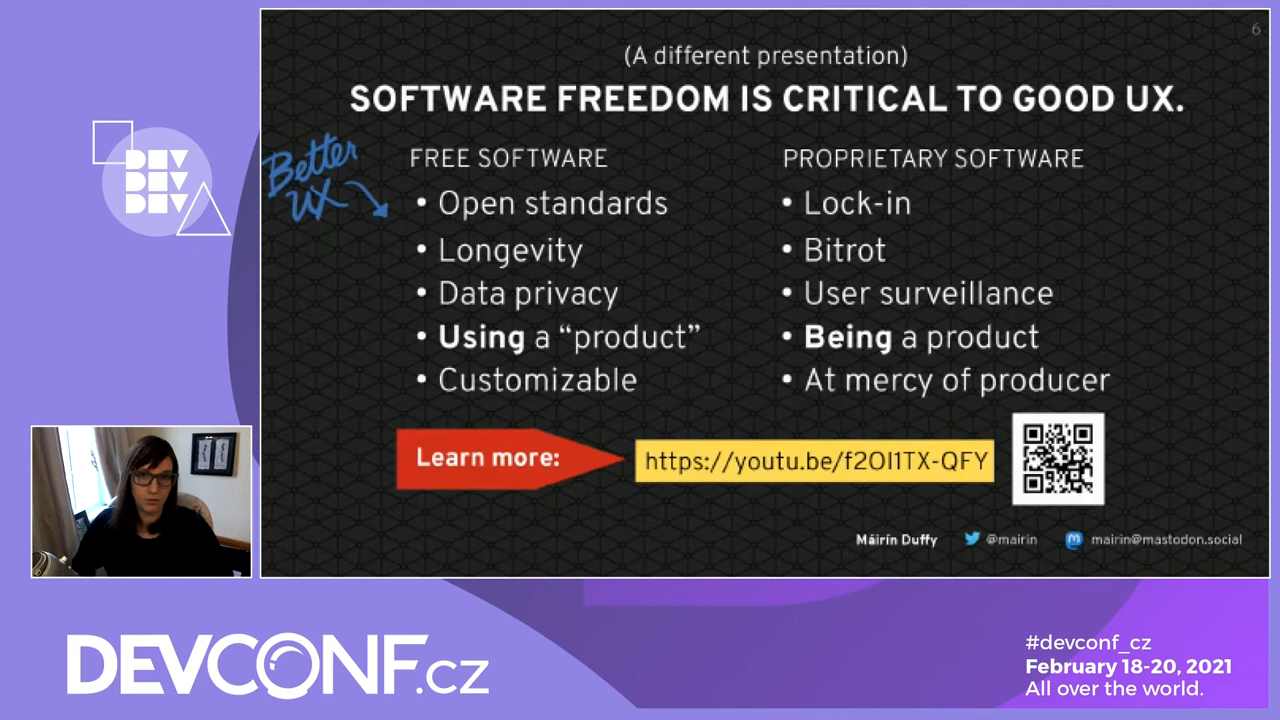 6
(A different presentation)
SOFTWARE FREEDOM IS CRITICAL TO GOOD UX.
Better
UX
FREE SOFTWARE
• Open standards
• Longevity
• Data privacy
• Using a “product”
• Customizable
PROPRIETARY SOFTWARE
• Lock-in
• Bitrot
• User surveillance
• Being a product
• At mercy of producer
Learn more:
https://youtu.be/f2OI1TX-QFY
Máirín Duffy
@mairin
mairin@mastodon.social
DEV
DEV
DEV
DEVCONF.cz
#devconf_cz
February 18-20, 2021
All over the world.